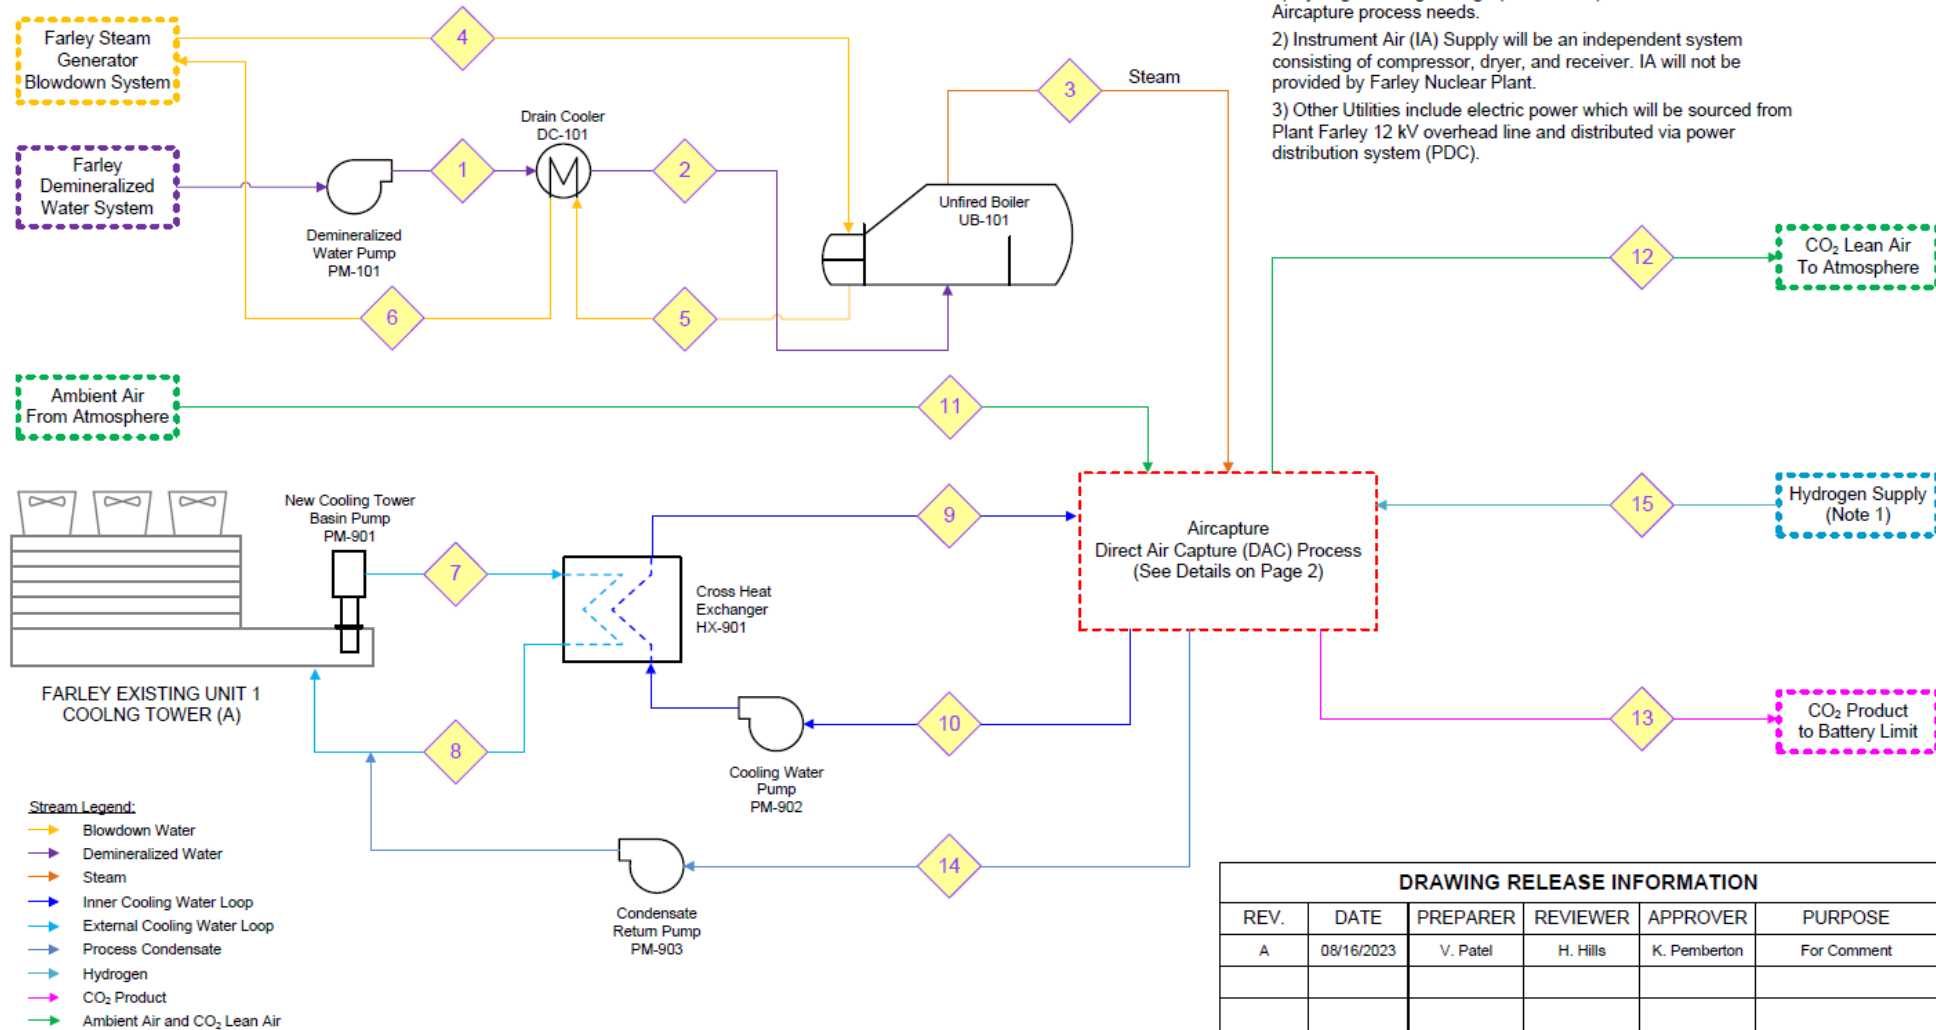 Aircapture process needs.
2) Instrument Air (IA) Supply will be an independent system
consisting of compressor, dryer, and receiver. IA will not be
provided by Farley Nuclear Plant.
3) Other Utilities include electric power which will be sourced from
Plant Farley 12 kV overhead line and distributed via power
distribution system (PDC).
Farley Steam
Generator
Blowdown System
4
3
Steam
Drain Cooler
DC-101
Farley
Demineralized
Water System
1
2
Unfired Boiler
UB-101
Demineralized
Water Pump
PM-101
6
5
CO₂ Lean Air
To Atmosphere
12
Ambient Air
From Atmosphere
11
New Cooling Tower
Basin Pump
PM-901
7
9
Cross Heat
Exchanger
HX-901
Aircapture
Direct Air Capture (DAC) Process
(See Details on Page 2)
15
Hydrogen Supply
(Note 1)
FARLEY EXISTING UNIT 1
COOLNG TOWER (A)
8
10
Cooling Water
Pump
PM-902
13
CO₂ Product
to Battery Limit
14
Condensate
Return Pump
PM-903
Stream Legend:
Blowdown Water
Demineralized Water
Steam
Inner Cooling Water Loop
External Cooling Water Loop
Process Condensate
Hydrogen
CO₂ Product
Ambient Air and CO₂ Lean Air
DRAWING RELEASE INFORMATION
REV. DATE PREPARER REVIEWER APPROVER PURPOSE
A 08/16/2023 V. Patel H. Hills K. Pemberton For Comment